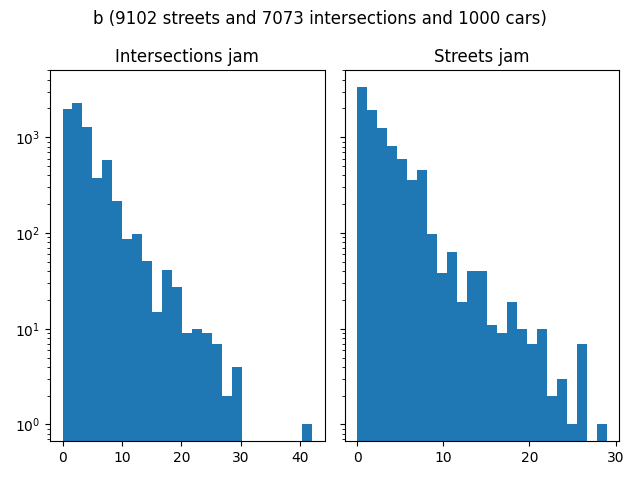 b (9102 streets and 7073 intersections and 1000 cars)
Intersections jam
Streets jam
10³
10²
10¹
10⁰
0 10 20 30 40
0 10 20 30